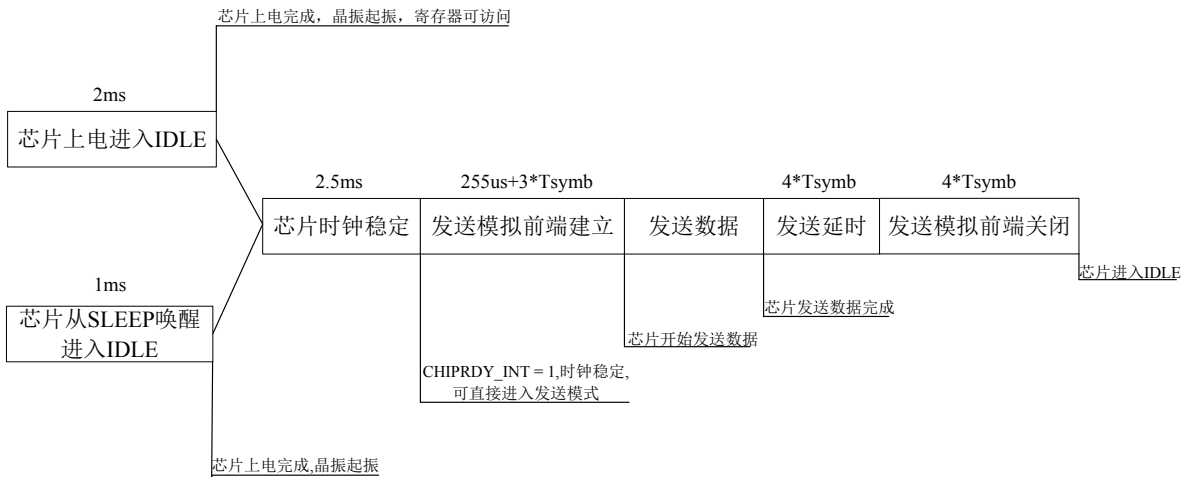 芯片上电完成，晶振起振，寄存器可访问
2ms
芯片上电进入IDLE
2.5ms
255us+3*Tsymb
4*Tsymb
4*Tsymb
芯片时钟稳定
发送模拟前端建立
发送数据
发送延时
发送模拟前端关闭
芯片进入IDLE
1ms
芯片从SLEEP唤醒
进入IDLE
芯片发送数据完成
芯片开始发送数据
CHIPRDY_INT = 1,时钟稳定,
可直接进入发送模式
芯片上电完成,晶振起振